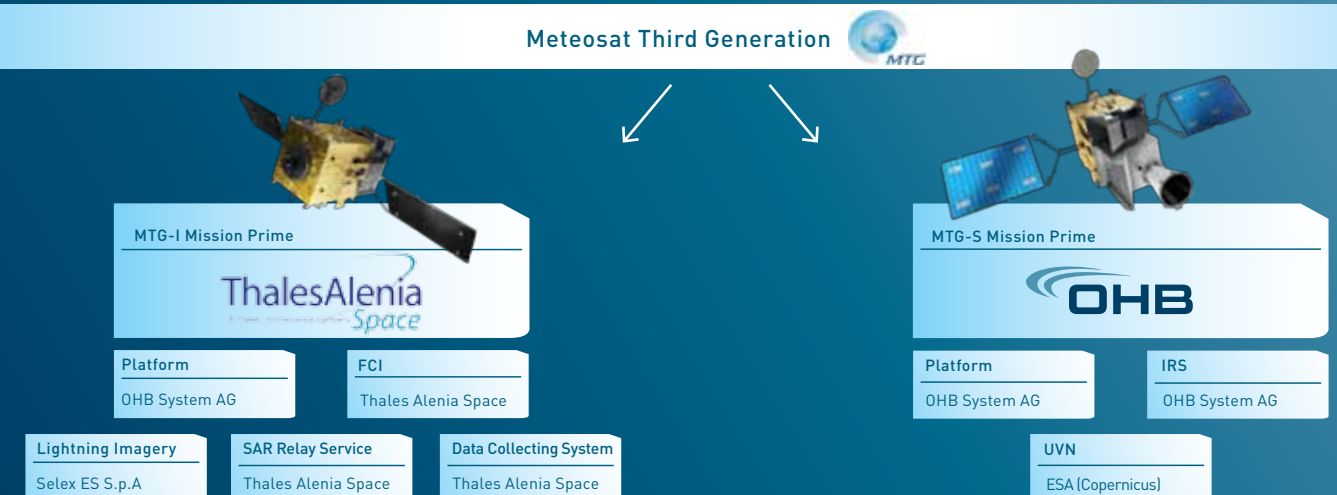 Meteosat Third Generation
MTG
MTG-I Mission Prime
ThalesAlenia
Space
Platform
OHB System AG
FCI
Thales Alenia Space
Lightning Imagery
Selex ES S.p.A
SAR Relay Service
Thales Alenia Space
Data Collecting System
Thales Alenia Space
MTG-S Mission Prime
OHB
Platform
OHB System AG
IRS
OHB System AG
UVN
ESA (Copernicus)